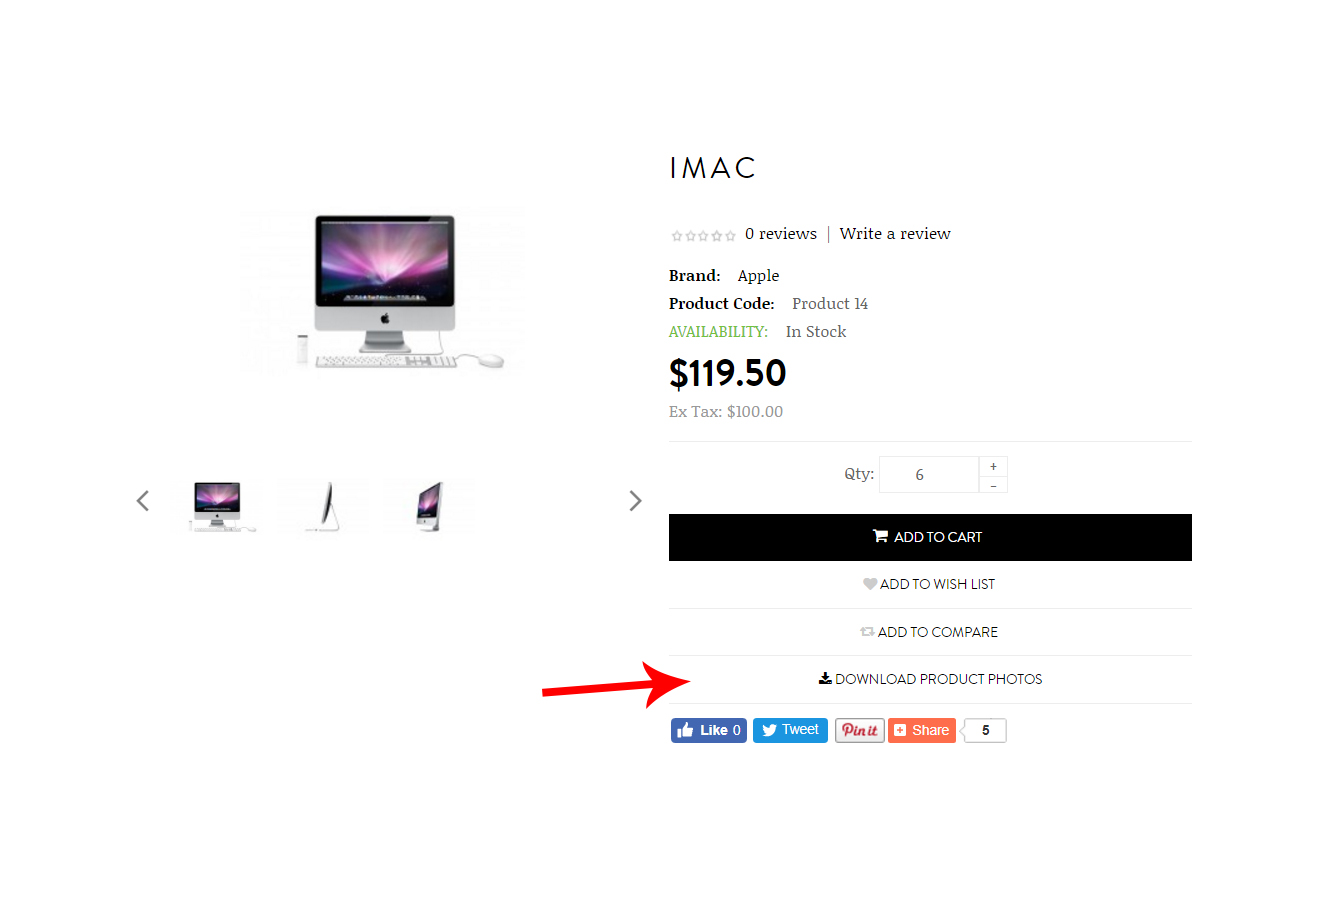 IMAC
0 reviews | Write a review
Brand: Apple
Product Code: Product 14
AVAILABILITY: In Stock
$119.50
Ex Tax: $100.00
Qty: 6 + -
ADD TO CART
ADD TO WISH LIST
ADD TO COMPARE
DOWNLOAD PRODUCT PHOTOS
Like 0 Tweet Pin it Share 5